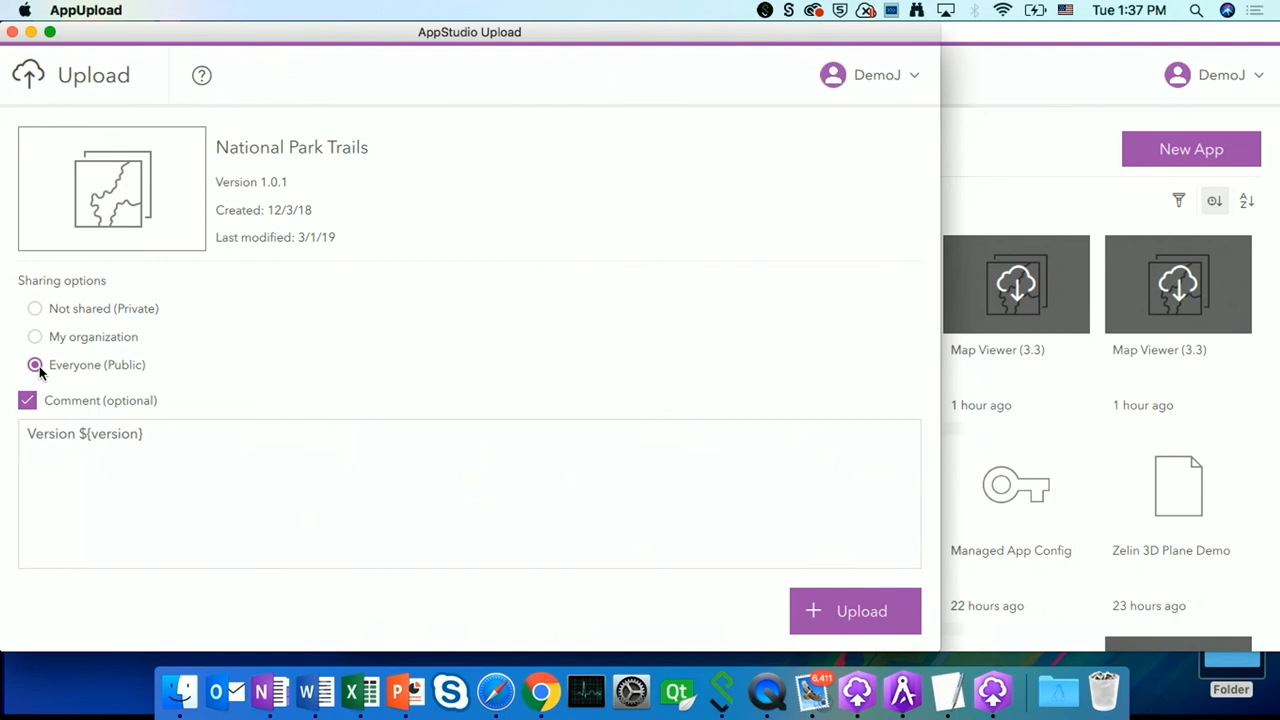 AppUpload
Tue 1:37 PM
AppStudio Upload
Upload
DemoJ
DemoJ
National Park Trails
Version 1.0.1
Created: 12/3/18
Last modified: 3/1/19
New App
Sharing options
Not shared (Private)
My organization
Everyone (Public)
Comment (optional)
Version ${version}
Upload
Map Viewer (3.3)
Map Viewer (3.3)
1 hour ago
1 hour ago
Managed App Config
Zelin 3D Plane Demo
22 hours ago
23 hours ago
Folder
6,411